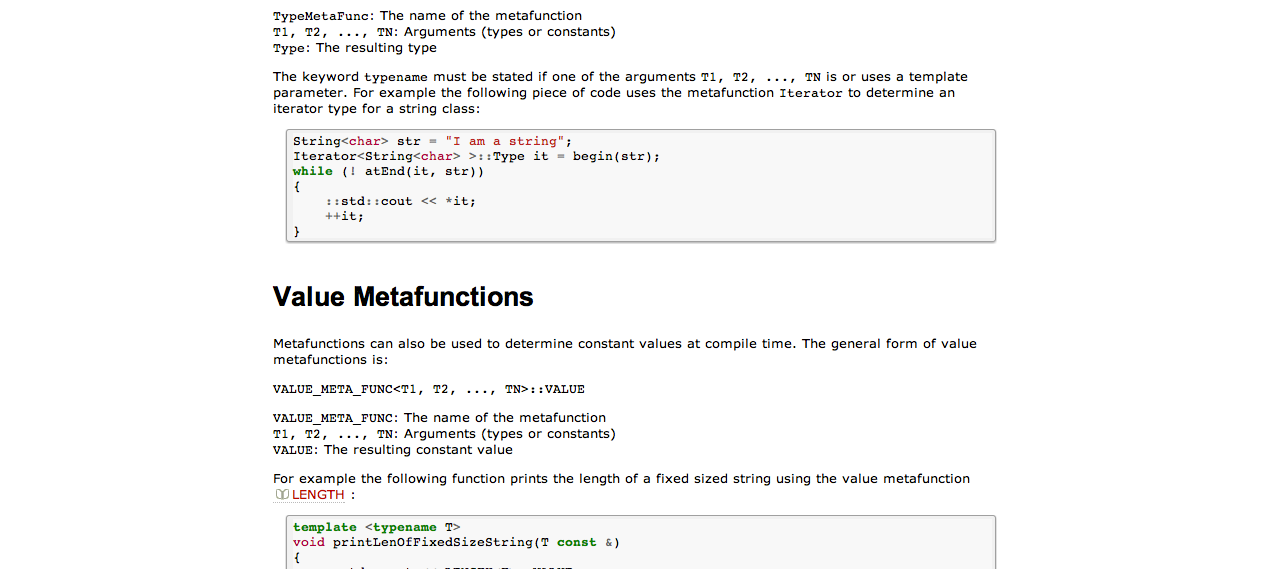 TypeMetaFunc: The name of the metafunction
T1, T2, ..., TN: Arguments (types or constants)
Type: The resulting type
The keyword typename must be stated if one of the arguments T1, T2, ..., TN is or uses a template
parameter. For example the following piece of code uses the metafunction Iterator to determine an
iterator type for a string class:
String<char> str = "I am a string";
Iterator<String<char> >::Type it = begin(str);
while (! atEnd(it, str))
{
    ::std::cout << *it;
    ++it;
}
Value Metafunctions
Metafunctions can also be used to determine constant values at compile time. The general form of value
metafunctions is:
VALUE_META_FUNC<T1, T2, ..., TN>::VALUE
VALUE_META_FUNC: The name of the metafunction
T1, T2, ..., TN: Arguments (types or constants)
VALUE: The resulting constant value
For example the following function prints the length of a fixed sized string using the value metafunction
LENGTH :
template <typename T>
void printLenOfFixedSizeString(T const &)
{